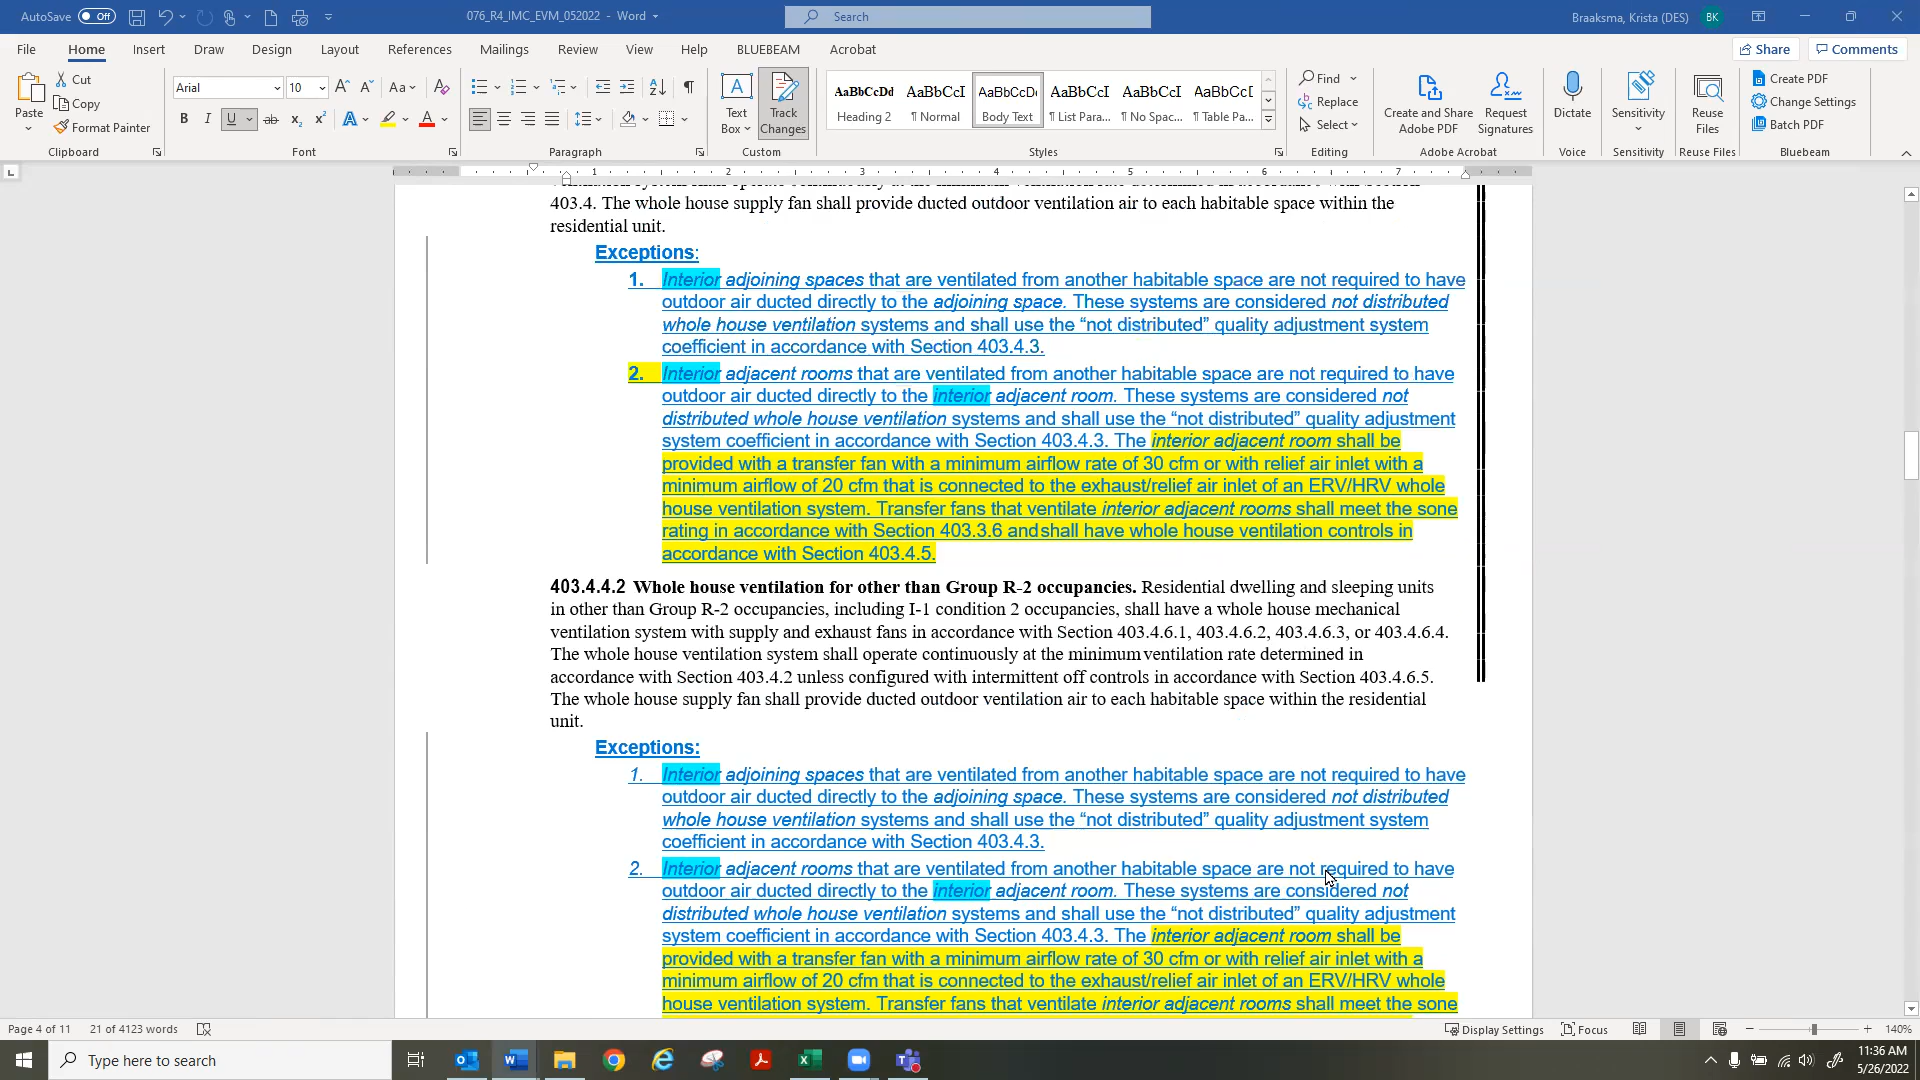 AutoSave Off
076_R4_IMC_EVM_052022 - Word
Search
Braaksma, Krista (DES) BK
File Home Insert Draw Design Layout References Mailings Review View Help BLUEBEAM Acrobat
Share Comments
Paste
Cut
Copy
Format Painter
Clipboard
Arial 10
Font
Paragraph
Text Box
Track Changes
Custom
AaBbCcDd AaBbCcI AaBbCcDc AaBbCcI AaBbCcI AaBbCcI
Heading 2 ¶ Normal Body Text ¶ List Para... ¶ No Spac... ¶ Table Pa...
Styles
Find
Replace
Select
Editing
Create and Share Adobe PDF
Request Signatures
Adobe Acrobat
Dictate
Voice
Sensitivity
Sensitivity
Reuse Files
Reuse Files
Create PDF
Change Settings
Batch PDF
Bluebeam
1 2 3 4 5 6 7
403.4. The whole house supply fan shall provide ducted outdoor ventilation air to each habitable space within the
residential unit.
Exceptions:
1. Interior adjoining spaces that are ventilated from another habitable space are not required to have
outdoor air ducted directly to the adjoining space. These systems are considered not distributed
whole house ventilation systems and shall use the “not distributed” quality adjustment system
coefficient in accordance with Section 403.4.3.
2. Interior adjacent rooms that are ventilated from another habitable space are not required to have
outdoor air ducted directly to the interior adjacent room. These systems are considered not
distributed whole house ventilation systems and shall use the “not distributed” quality adjustment
system coefficient in accordance with Section 403.4.3. The interior adjacent room shall be
provided with a transfer fan with a minimum airflow rate of 30 cfm or with relief air inlet with a
minimum airflow of 20 cfm that is connected to the exhaust/relief air inlet of an ERV/HRV whole
house ventilation system. Transfer fans that ventilate interior adjacent rooms shall meet the sone
rating in accordance with Section 403.3.6 and shall have whole house ventilation controls in
accordance with Section 403.4.5.
403.4.4.2 Whole house ventilation for other than Group R-2 occupancies. Residential dwelling and sleeping units
in other than Group R-2 occupancies, including I-1 condition 2 occupancies, shall have a whole house mechanical
ventilation system with supply and exhaust fans in accordance with Section 403.4.6.1, 403.4.6.2, 403.4.6.3, or 403.4.6.4.
The whole house ventilation system shall operate continuously at the minimum ventilation rate determined in
accordance with Section 403.4.2 unless configured with intermittent off controls in accordance with Section 403.4.6.5.
The whole house supply fan shall provide ducted outdoor ventilation air to each habitable space within the residential
unit.
Exceptions:
1. Interior adjoining spaces that are ventilated from another habitable space are not required to have
outdoor air ducted directly to the adjoining space. These systems are considered not distributed
whole house ventilation systems and shall use the “not distributed” quality adjustment system
coefficient in accordance with Section 403.4.3.
2. Interior adjacent rooms that are ventilated from another habitable space are not required to have
outdoor air ducted directly to the interior adjacent room. These systems are considered not
distributed whole house ventilation systems and shall use the “not distributed” quality adjustment
system coefficient in accordance with Section 403.4.3. The interior adjacent room shall be
provided with a transfer fan with a minimum airflow rate of 30 cfm or with relief air inlet with a
minimum airflow of 20 cfm that is connected to the exhaust/relief air inlet of an ERV/HRV whole
house ventilation system. Transfer fans that ventilate interior adjacent rooms shall meet the sone
Page 4 of 11 21 of 4123 words
Display Settings Focus 140%
Type here to search
11:36 AM
5/26/2022